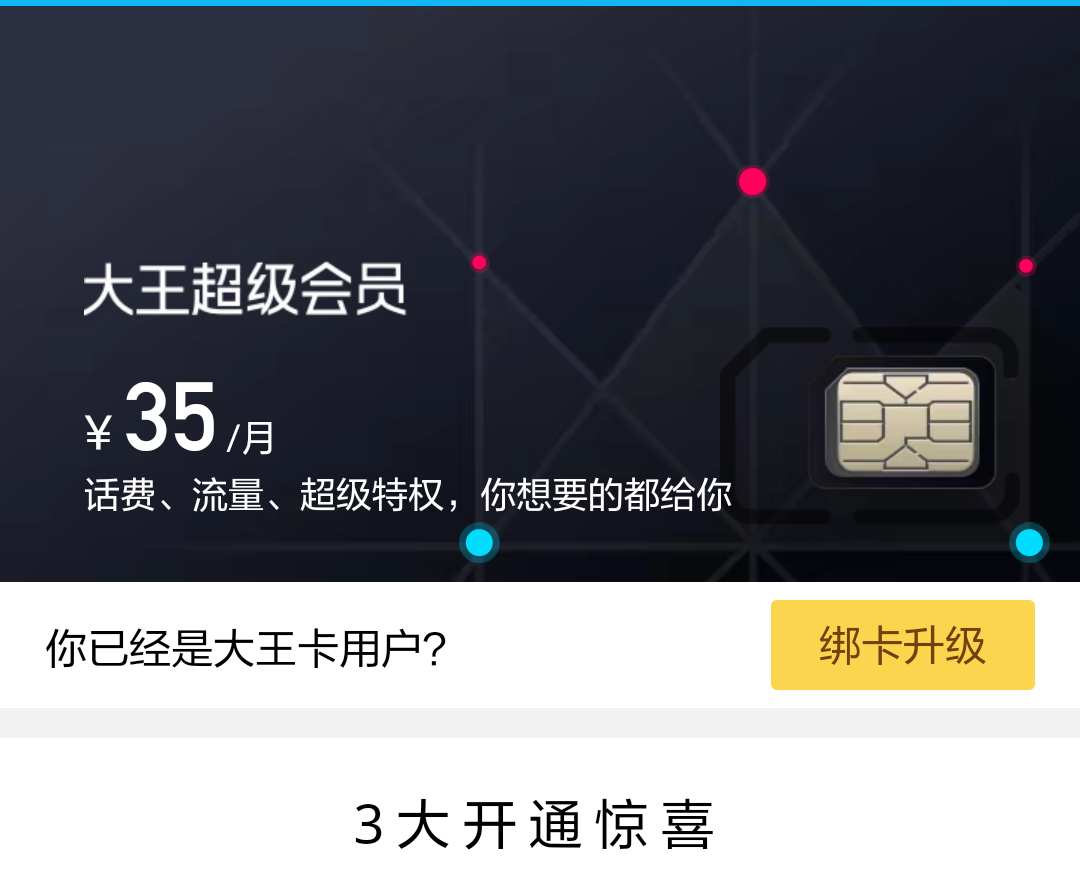 大王超级会员
¥35/月
话费、流量、超级特权，你想要的都给你
你已经是大王卡用户?
绑卡升级
3大开通惊喜